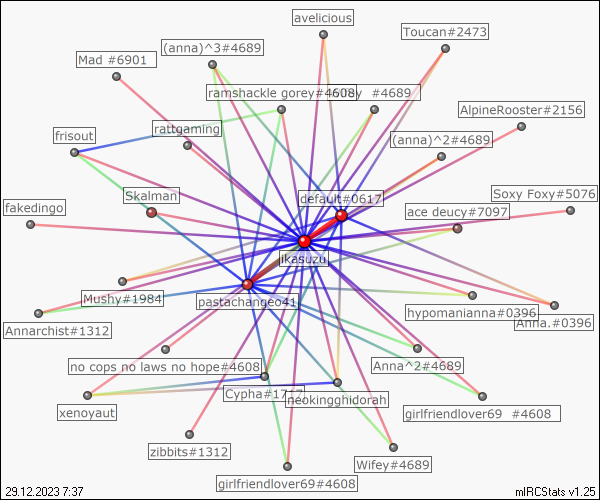 avelicious
Toucan#2473
(anna)^3#4689
Mad #6901
ramshackle gorey#4608
#4689
AlpineRooster#2156
rattgaming
frisout
(anna)^2#4689
Skalman
default#0617
Soxy Foxy#5076
fakedingo
ace deucy#7097
ikasuzu
Mushy#1984
pastachangeo41
hypomanianna#0396
Anna.#0396
Annarchist#1312
no cops no laws no hope#4608
Anna^2#4689
Cypha#1717
neokingghidorah
xenoyaut
girlfriendlover69 #4608
zibbits#1312
Wifey#4689
girlfriendlover69#4608
29.12.2023 7:37
mIRCStats v1.25